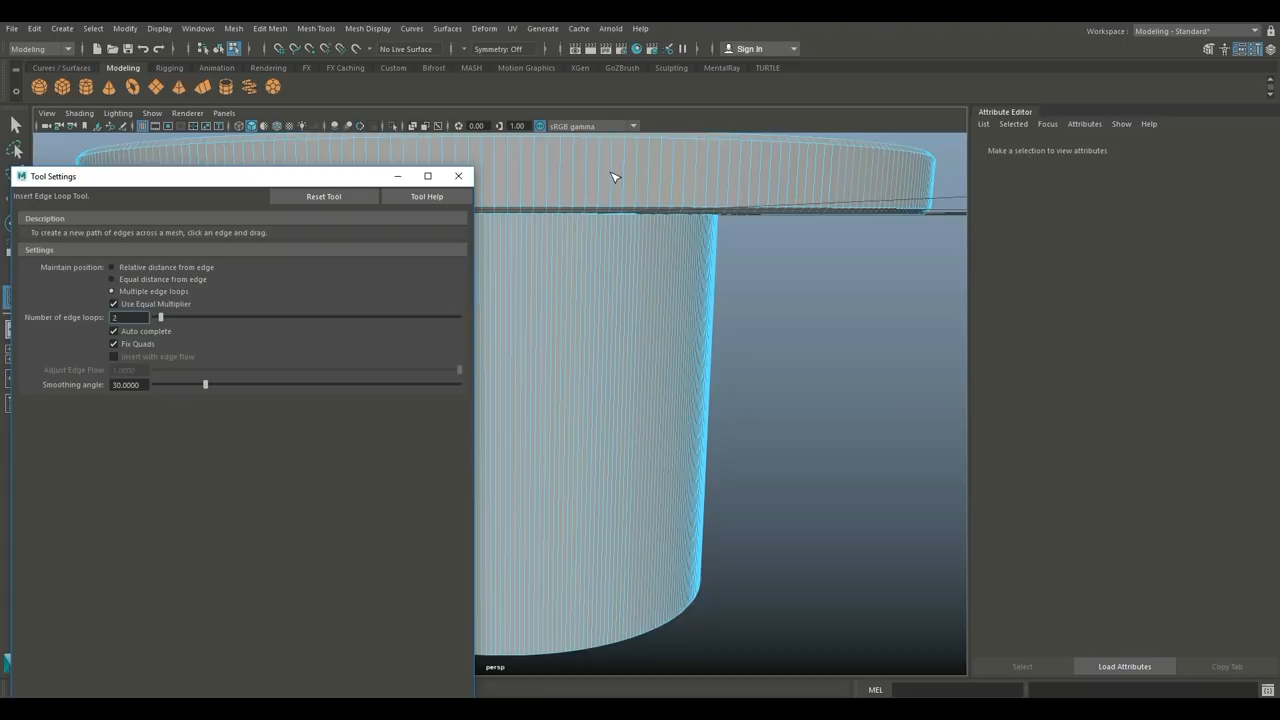 File Edit Create Select Modify Display Windows Mesh Edit Mesh Mesh Tools Mesh Display Curves Surfaces Deform UV Generate Cache Arnold Help
Workspace : Modeling - Standard*
Modeling No Live Surface Symmetry: Off Sign In
Curves / Surfaces Modeling Rigging Animation Rendering FX FX Caching Custom Bifrost MASH Motion Graphics XGen GoZBrush Sculpting MentalRay TURTLE
View Shading Lighting Show Renderer Panels
Attribute Editor
List Selected Focus Attributes Show Help
0.00 1.00 sRGB gamma
Make a selection to view attributes
Tool Settings
Insert Edge Loop Tool. Reset Tool Tool Help
Description
To create a new path of edges across a mesh, click an edge and drag.
Settings
Maintain position: Relative distance from edge
Equal distance from edge
Multiple edge loops
Use Equal Multiplier
Number of edge loops: 2
Auto complete
Fix Quads
Insert with edge flow
Adjust Edge Flow 1.0000
Smoothing angle: 30.0000
persp
Select Load Attributes Copy Tab
MEL